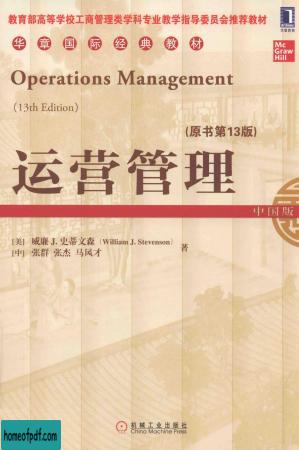 教育部高等学校工商管理类学科专业教学指导委员会推荐教材
华章国际经典教材
Mc
Graw
Hill
Operations Management
(13th Edition)
(原书第13版)
运营管理
中国版
[美] 威廉 J. 史蒂文森 (William J. Stevenson)
[中] 张群 张杰 马风才
著
机械工业出版社
China Machine Press
homeofpdf.com